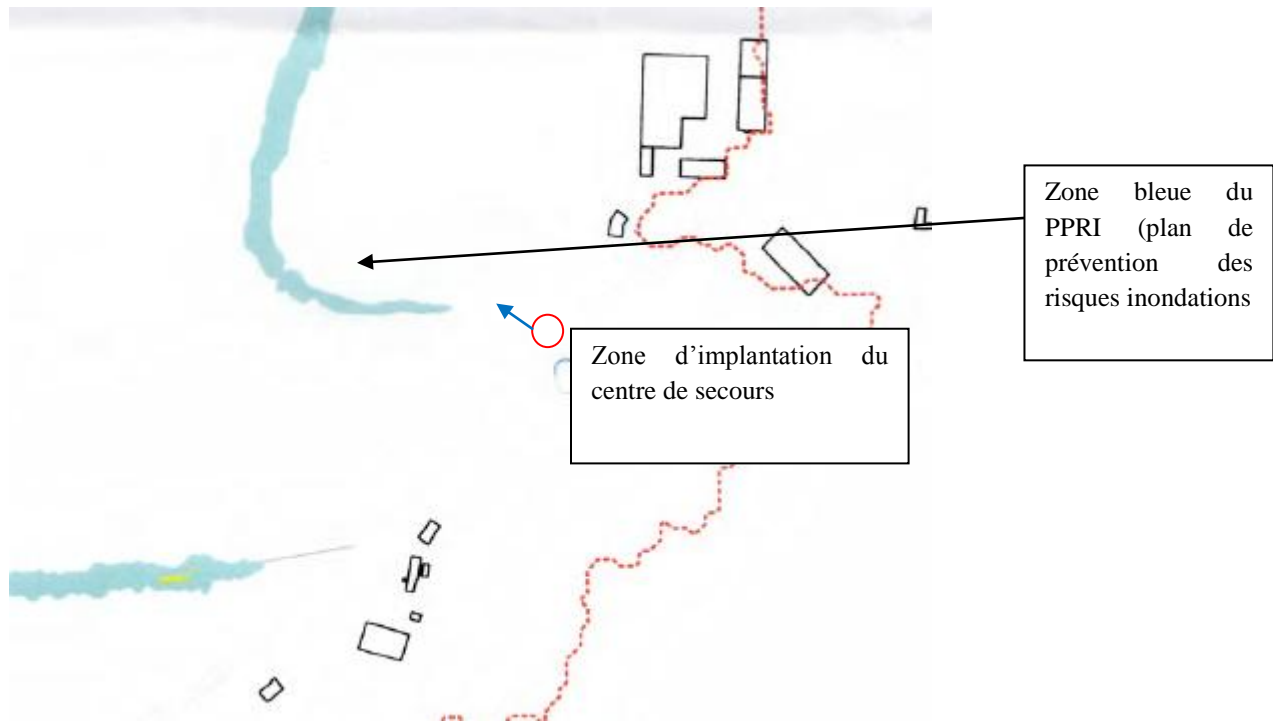 Zone bleue du
PPRI (plan de
prévention des
risques inondations
Zone d'implantation du
centre de secours